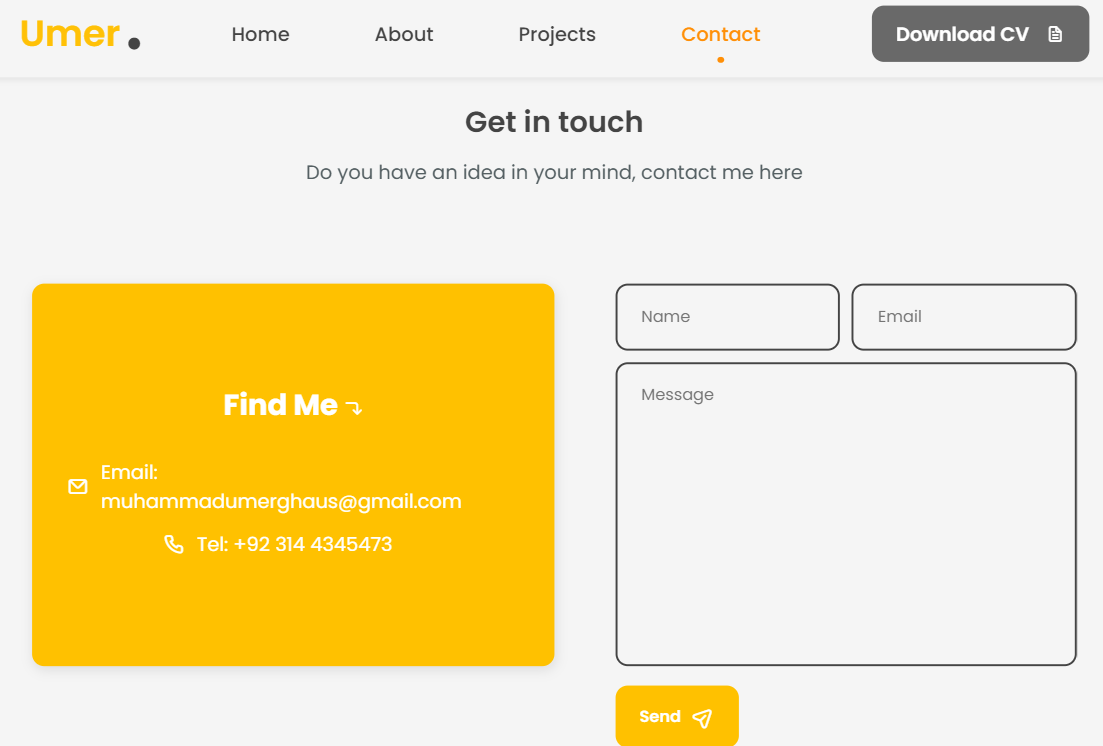 Umer .
Home
About
Projects
Contact
Download CV
Get in touch
Do you have an idea in your mind, contact me here
Find Me
Email:
muhammadumerghaus@gmail.com
Tel: +92 314 4345473
Name
Email
Message
Send